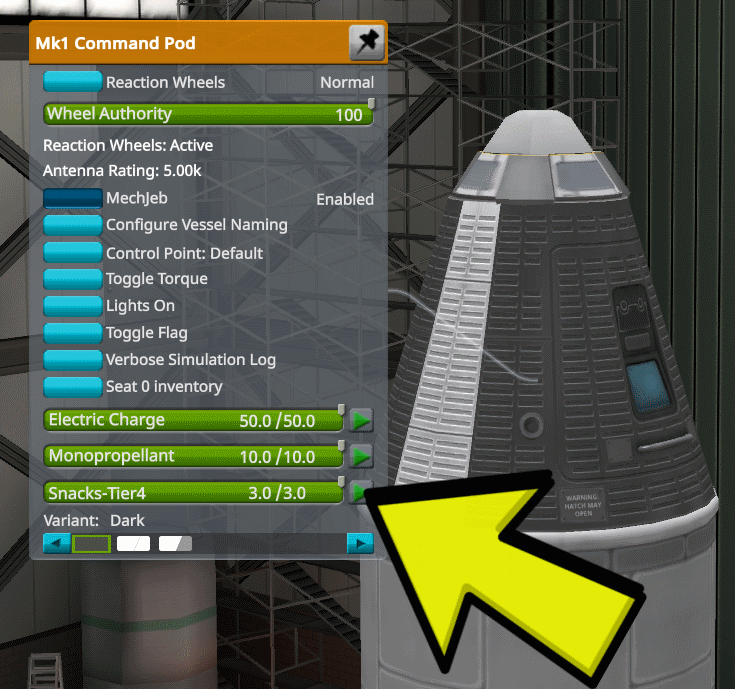 Mk1 Command Pod
Reaction Wheels Normal
Wheel Authority 100
Reaction Wheels: Active
Antenna Rating: 5.00k
MechJeb Enabled
Configure Vessel Naming
Control Point: Default
Toggle Torque
Lights On
Toggle Flag
Verbose Simulation Log
Seat 0 inventory
Electric Charge 50.0 /50.0
Monopropellant 10.0 /10.0
Snacks-Tier4 3.0 /3.0
Variant: Dark
WARNING:
HATCH MAY
OPEN